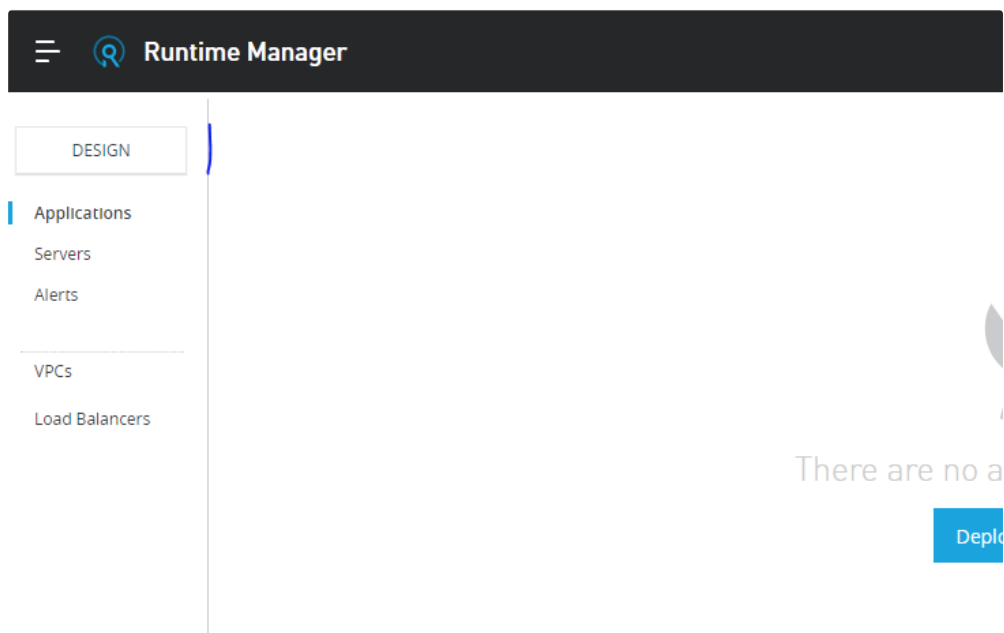 Runtime Manager
DESIGN
Applications
Servers
Alerts
VPCs
Load Balancers
There are no a
Deplo